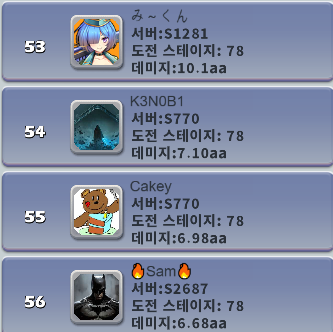 53
み～くん
서버:S1281
도전 스테이지: 78
데미지:10.1aa
54
K3N0B1
서버:S770
도전 스테이지: 78
데미지:7.10aa
55
Cakey
서버:S770
도전 스테이지: 78
데미지:6.98aa
56
🔥Sam🔥
서버:S2687
도전 스테이지: 78
데미지:6.68aa